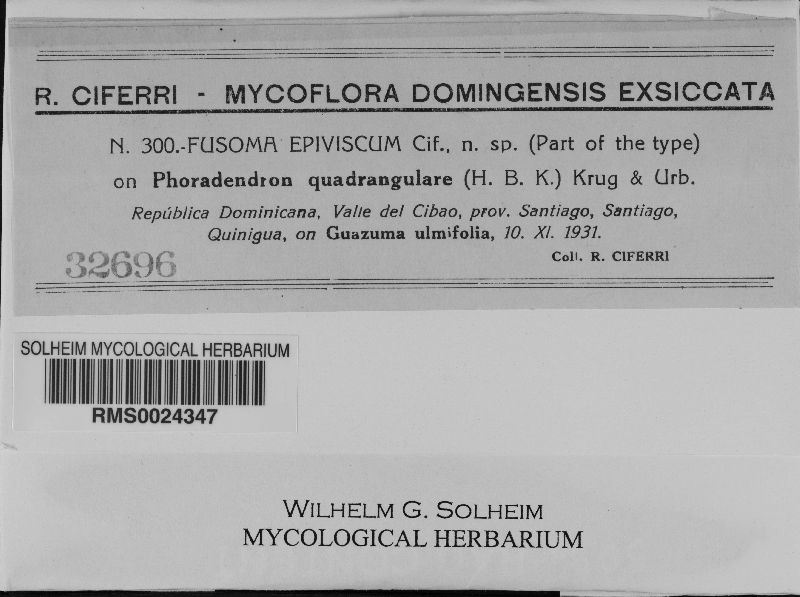 R. CIFERRI - MYCOFLORA DOMINGENSIS EXSICCATA
N. 300.-FUSOMA EPIVISCUM Cif., n. sp. (Part of the type)
on Phoradendron quadrangulare (H. B. K.) Krug & Urb.
República Dominicana, Valle del Cibao, prov. Santiago, Santiago,
Quinigua, on Guazuma ulmifolia, 10. XI. 1931.
Coll. R. CIFERRI
32696
SOLHEIM MYCOLOGICAL HERBARIUM
RMS0024347
WILHELM G. SOLHEIM
MYCOLOGICAL HERBARIUM